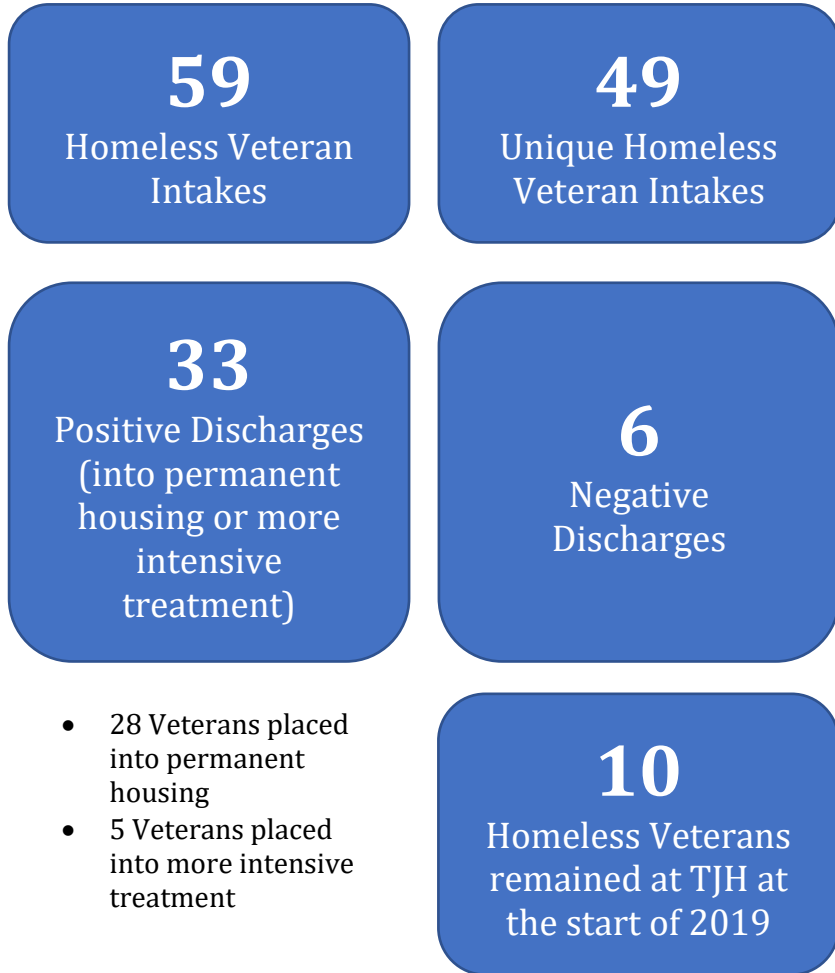 59
Homeless Veteran
Intakes
49
Unique Homeless
Veteran Intakes
33
Positive Discharges
(into permanent
housing or more
intensive
treatment)
6
Negative
Discharges
• 28 Veterans placed
into permanent
housing
• 5 Veterans placed
into more intensive
treatment
10
Homeless Veterans
remained at TJH at
the start of 2019